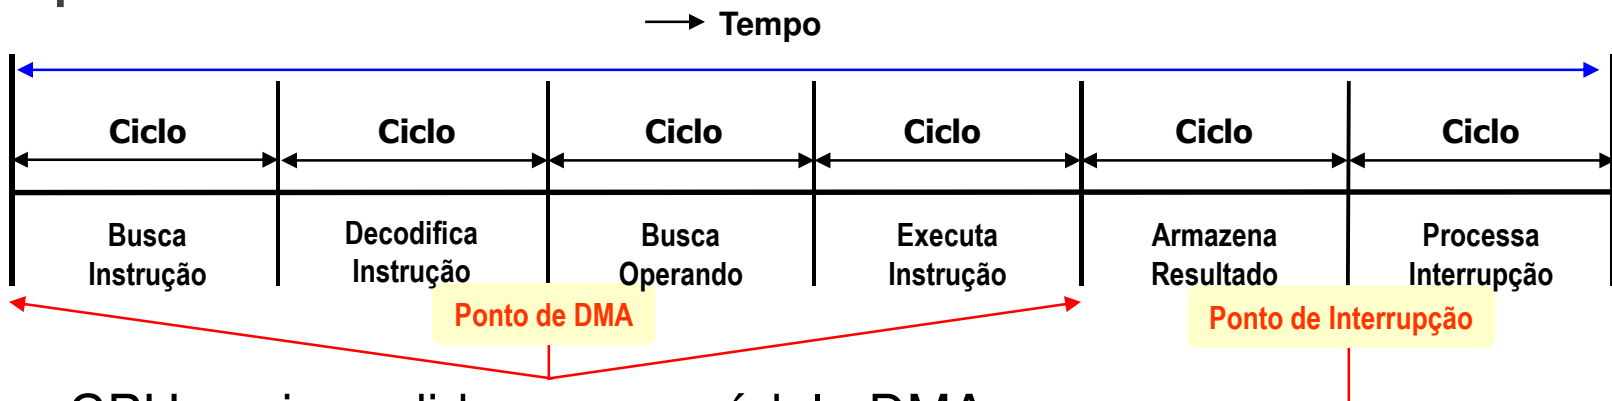 Tempo
Ciclo Ciclo Ciclo Ciclo Ciclo Ciclo
Busca Instrução
Decodifica Instrução
Busca Operando
Executa Instrução
Armazena Resultado
Processa Interrupção
Ponto de DMA
Ponto de Interrupção
DMA